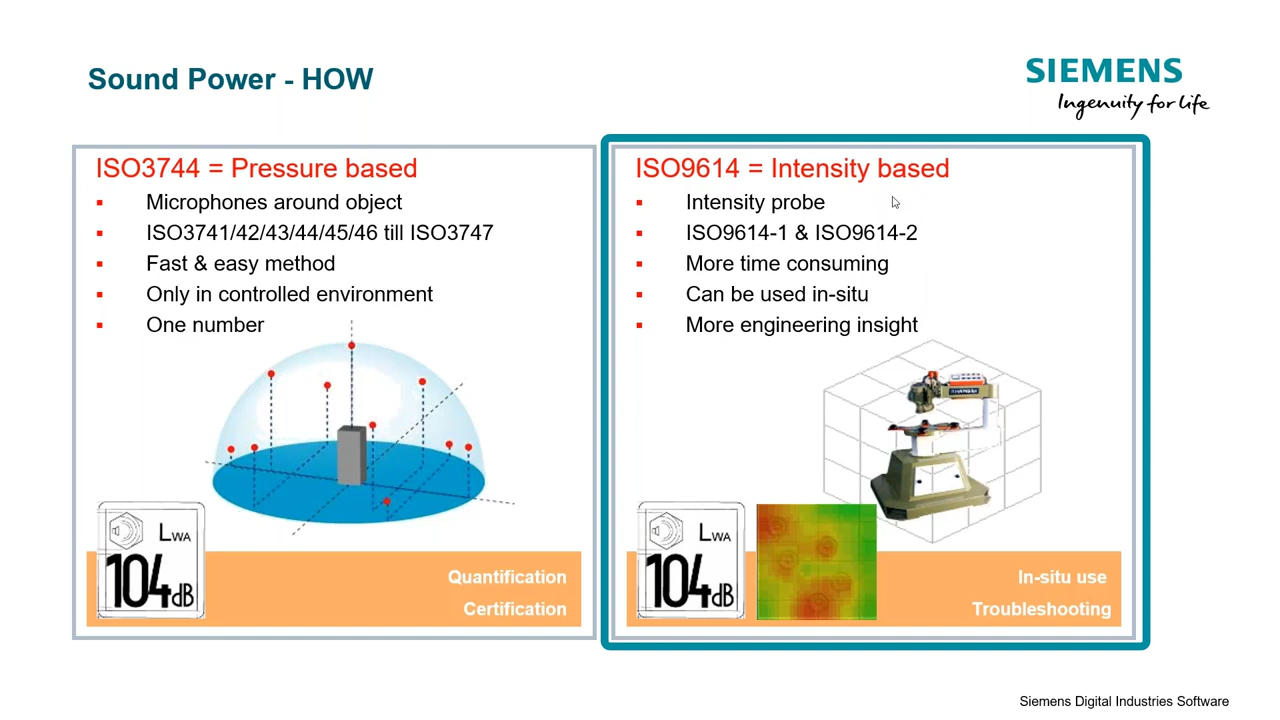 Sound Power - HOW
SIEMENS
Ingenuity for life
ISO3744 = Pressure based
▪ Microphones around object
▪ ISO3741/42/43/44/45/46 till ISO3747
▪ Fast & easy method
▪ Only in controlled environment
▪ One number
LWA
104dB
Quantification
Certification
ISO9614 = Intensity based
▪ Intensity probe
▪ ISO9614-1 & ISO9614-2
▪ More time consuming
▪ Can be used in-situ
▪ More engineering insight
LWA
104dB
In-situ use
Troubleshooting
Siemens Digital Industries Software